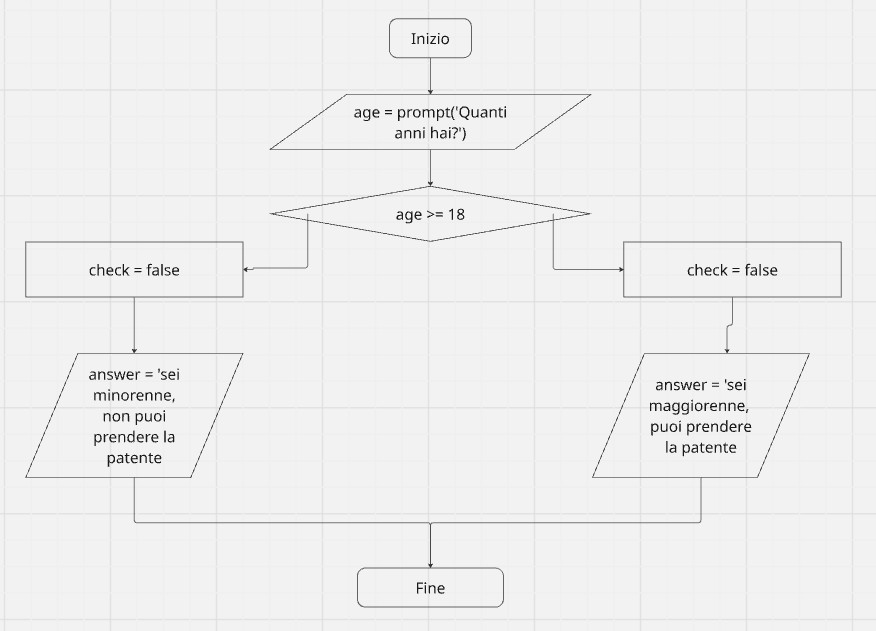 Inizio
age = prompt('Quanti
anni hai?')
age >= 18
check = false
check = false
answer = 'sei
minorenne,
non puoi
prendere la
patente
answer = 'sei
maggiorenne,
puoi prendere
la patente
Fine